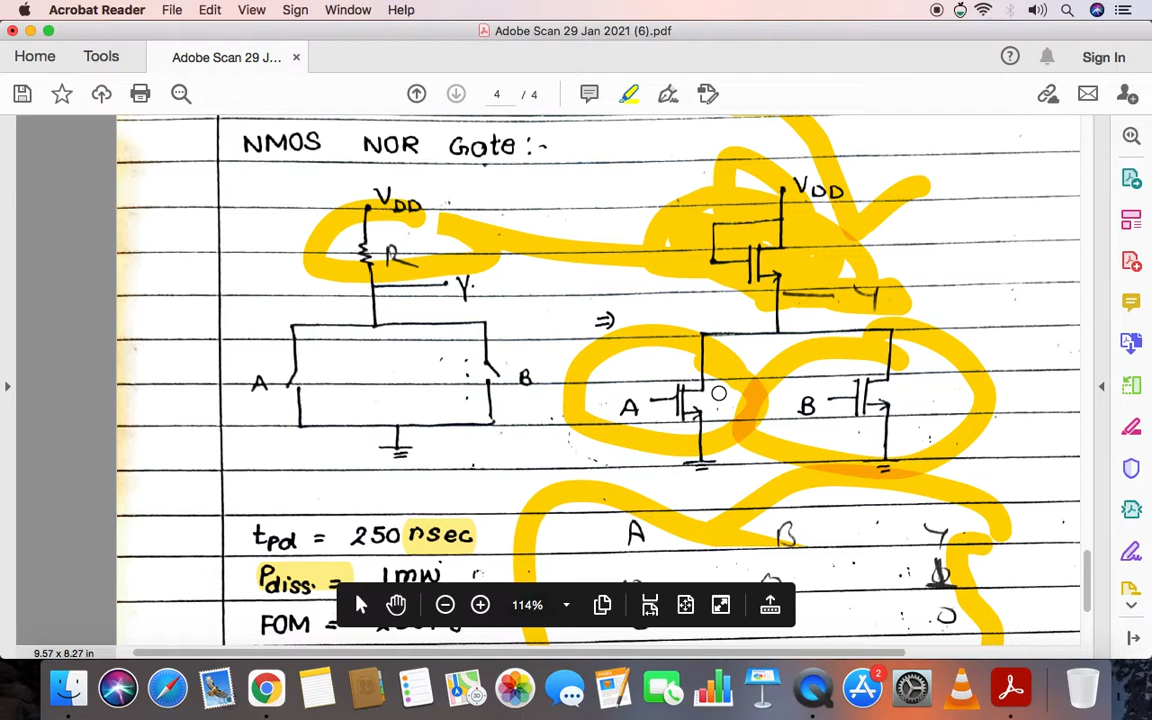 Acrobat Reader File Edit View Sign Window Help
Adobe Scan 29 Jan 2021 (6).pdf
Home Tools Adobe Scan 29 J... × Sign In
4 / 4
NMOS NOR Gate :-
VDD
VDD
R
Y
Y
⇒
A
B
A
B
tpd = 250 nsec
A B Y
Pdiss. = 1mW
FOM =
0
114%
9.57 x 8.27 in
2